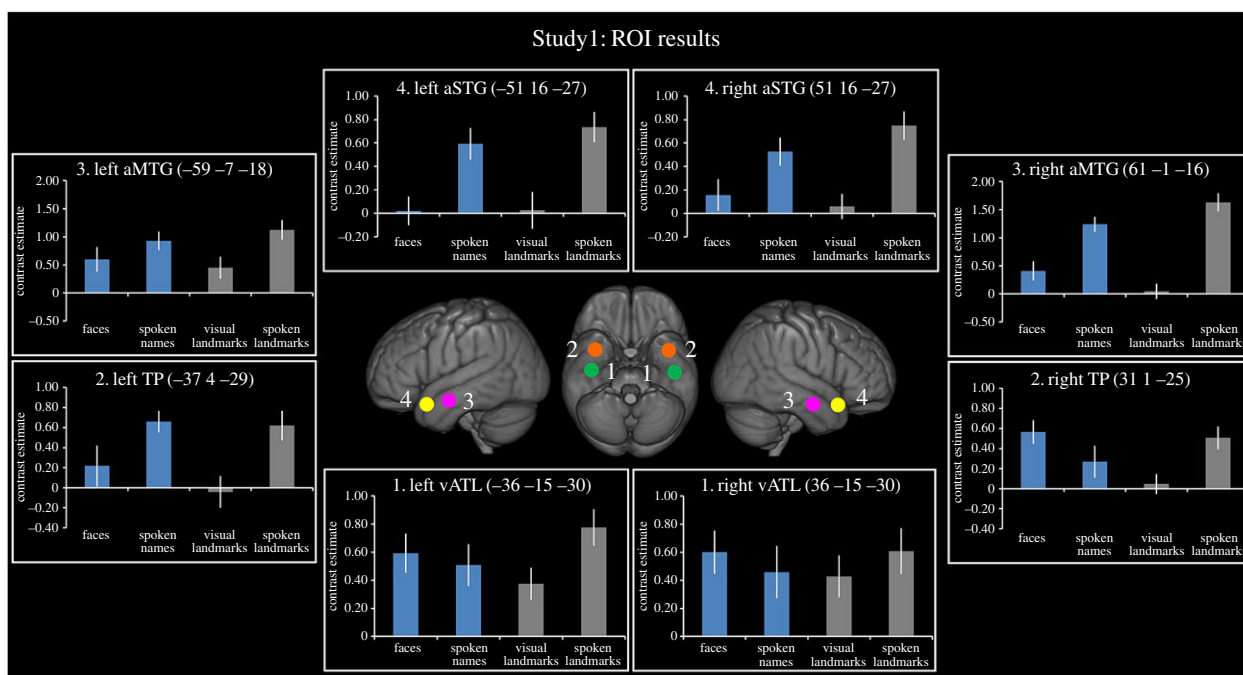 Study1: ROI results
4. left aSTG (–51 16 –27)
contrast estimate
1.00
0.80
0.60
0.40
0.20
0
–0.20
faces
spoken names
visual landmarks
spoken landmarks
4. right aSTG (51 16 –27)
contrast estimate
1.00
0.80
0.60
0.40
0.20
0
–0.20
faces
spoken names
visual landmarks
spoken landmarks
3. left aMTG (–59 –7 –18)
contrast estimate
2.00
1.50
1.00
0.50
0
–0.50
faces
spoken names
visual landmarks
spoken landmarks
3. right aMTG (61 –1 –16)
contrast estimate
2.00
1.50
1.00
0.50
0
–0.50
faces
spoken names
visual landmarks
spoken landmarks
4
3
2
2
1
1
3
4
2. left TP (–37 4 –29)
contrast estimate
1.00
0.80
0.60
0.40
0.20
0
–0.20
–0.40
faces
spoken names
visual landmarks
spoken landmarks
2. right TP (31 1 –25)
contrast estimate
1.00
0.80
0.60
0.40
0.20
0
–0.20
–0.40
faces
spoken names
visual landmarks
spoken landmarks
1. left vATL (–36 –15 –30)
contrast estimate
1.00
0.80
0.60
0.40
0.20
0
faces
spoken names
visual landmarks
spoken landmarks
1. right vATL (36 –15 –30)
contrast estimate
1.00
0.80
0.60
0.40
0.20
0
faces
spoken names
visual landmarks
spoken landmarks